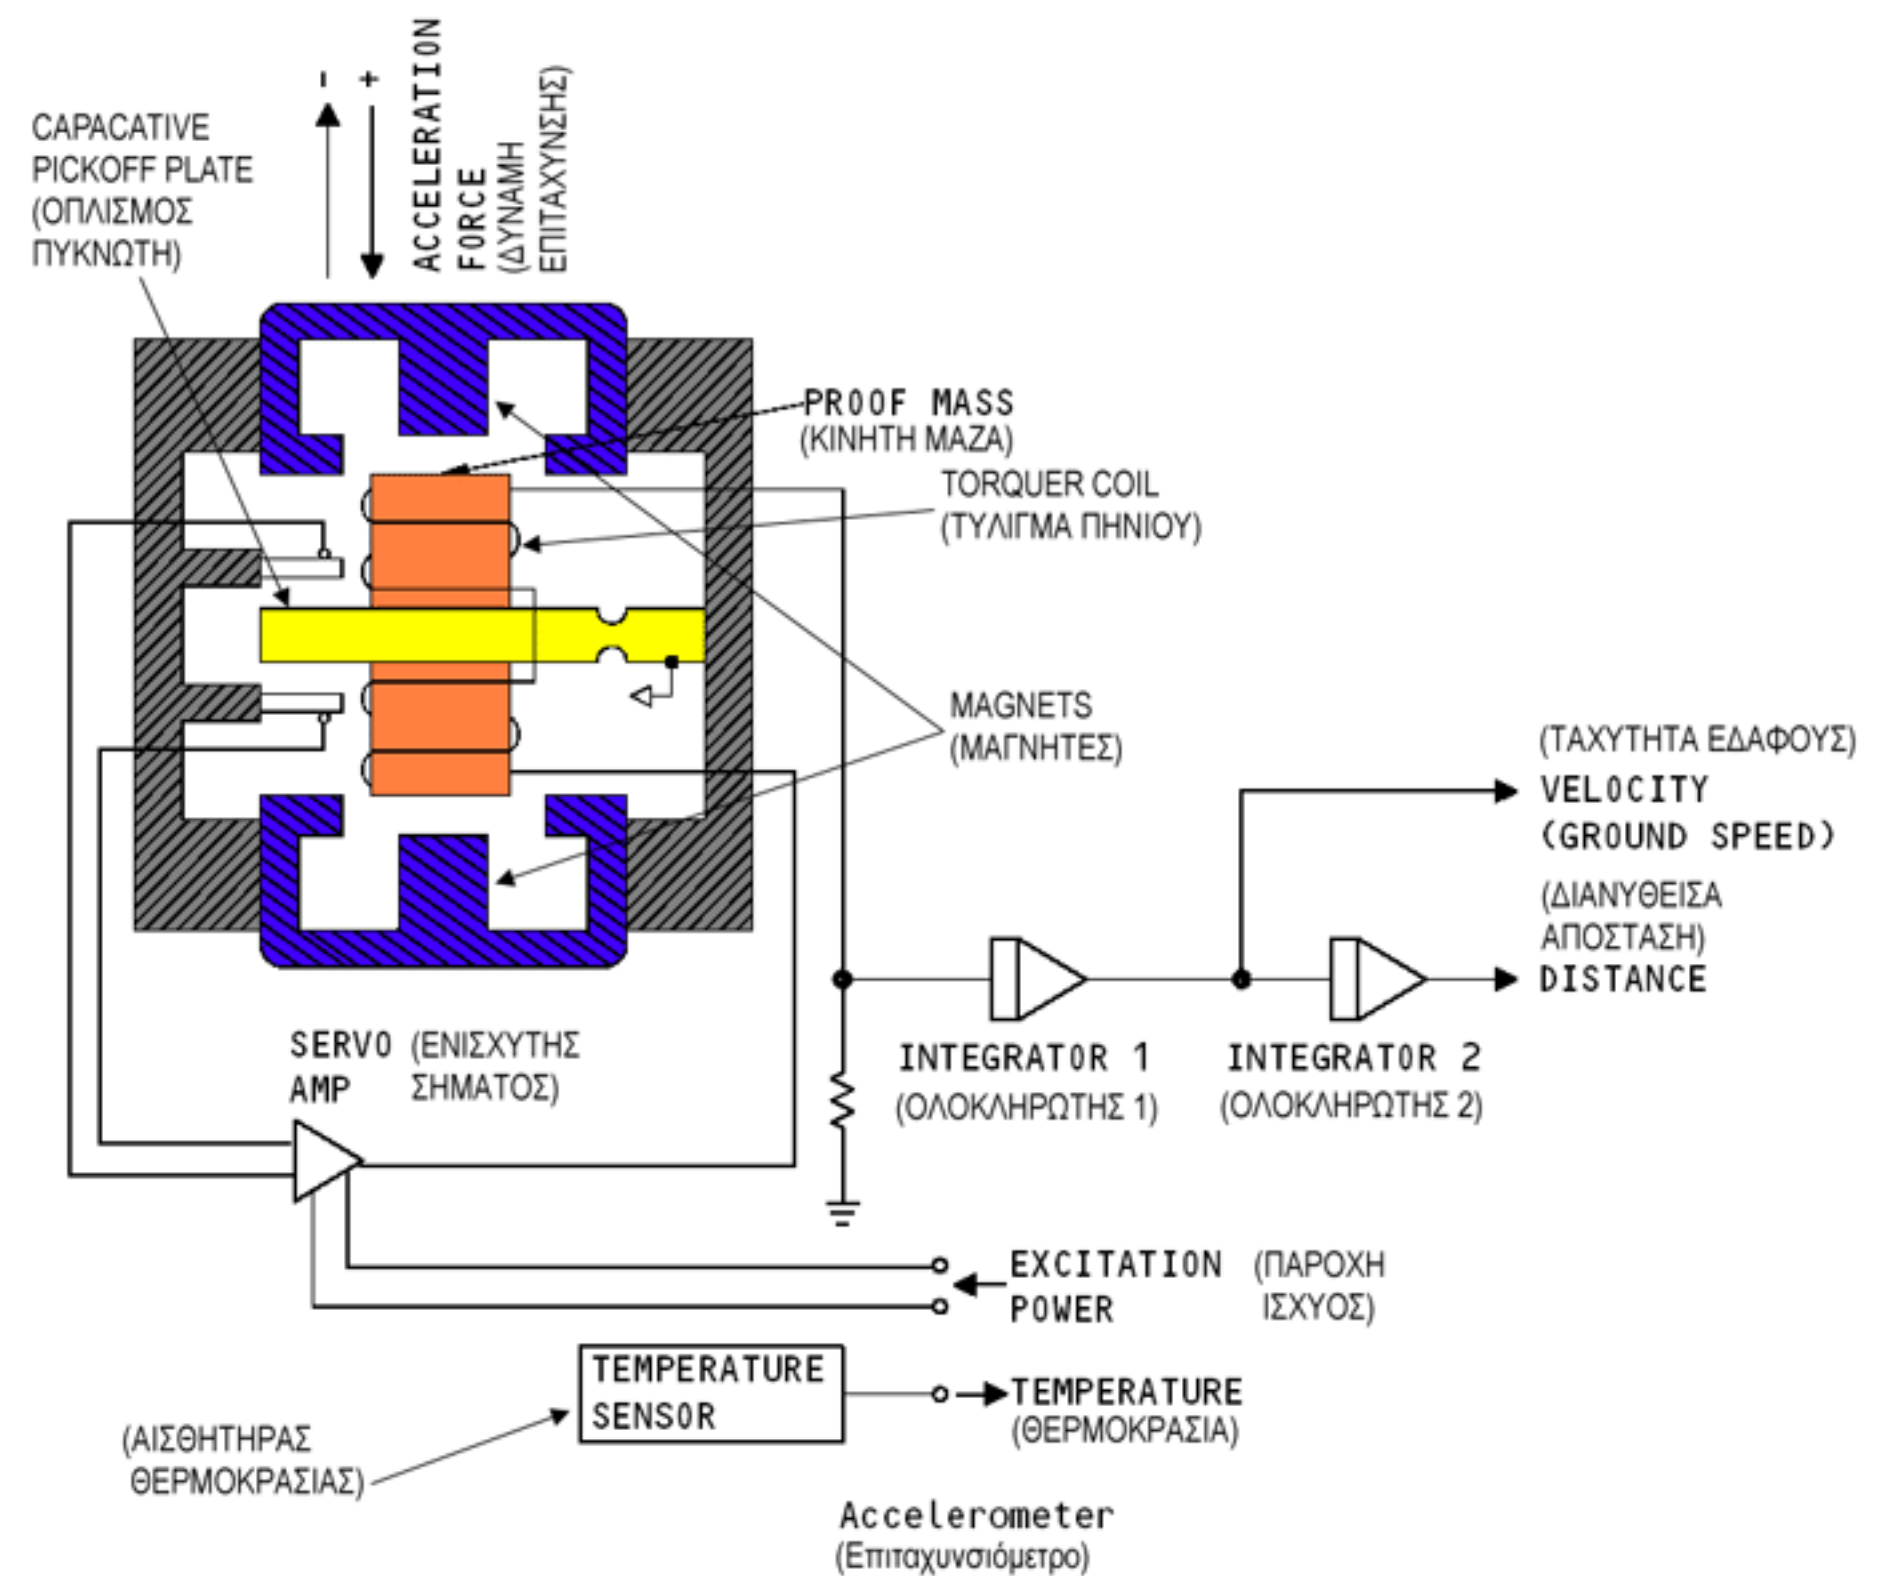 -
+
ACCELERATION
FORCE
(ΔΥΝΑΜΗ
ΕΠΙΤΑΧΥΝΣΗΣ)
CAPACATIVE
PICKOFF PLATE
(ΟΠΛΙΣΜΟΣ
ΠΥΚΝΩΤΗ)
PROOF MASS
(ΚΙΝΗΤΗ ΜΑΖΑ)
TORQUER COIL
(ΤΥΛΙΓΜΑ ΠΗΝΙΟΥ)
MAGNETS
(ΜΑΓΝΗΤΕΣ)
(ΤΑΧΥΤΗΤΑ ΕΔΑΦΟΥΣ)
VELOCITY
(GROUND SPEED)
(ΔΙΑΝΥΘΕΙΣΑ
ΑΠΟΣΤΑΣΗ)
DISTANCE
SERVO
AMP
(ΕΝΙΣΧΥΤΗΣ
ΣΗΜΑΤΟΣ)
INTEGRATOR 1
(ΟΛΟΚΛΗΡΩΤΗΣ 1)
INTEGRATOR 2
(ΟΛΟΚΛΗΡΩΤΗΣ 2)
EXCITATION
POWER
(ΠΑΡΟΧΗ
ΙΣΧΥΟΣ)
TEMPERATURE
SENSOR
TEMPERATURE
(ΘΕΡΜΟΚΡΑΣΙΑ)
(ΑΙΣΘΗΤΗΡΑΣ
ΘΕΡΜΟΚΡΑΣΙΑΣ)
Accelerometer
(Επιταχυνσιόμετρο)